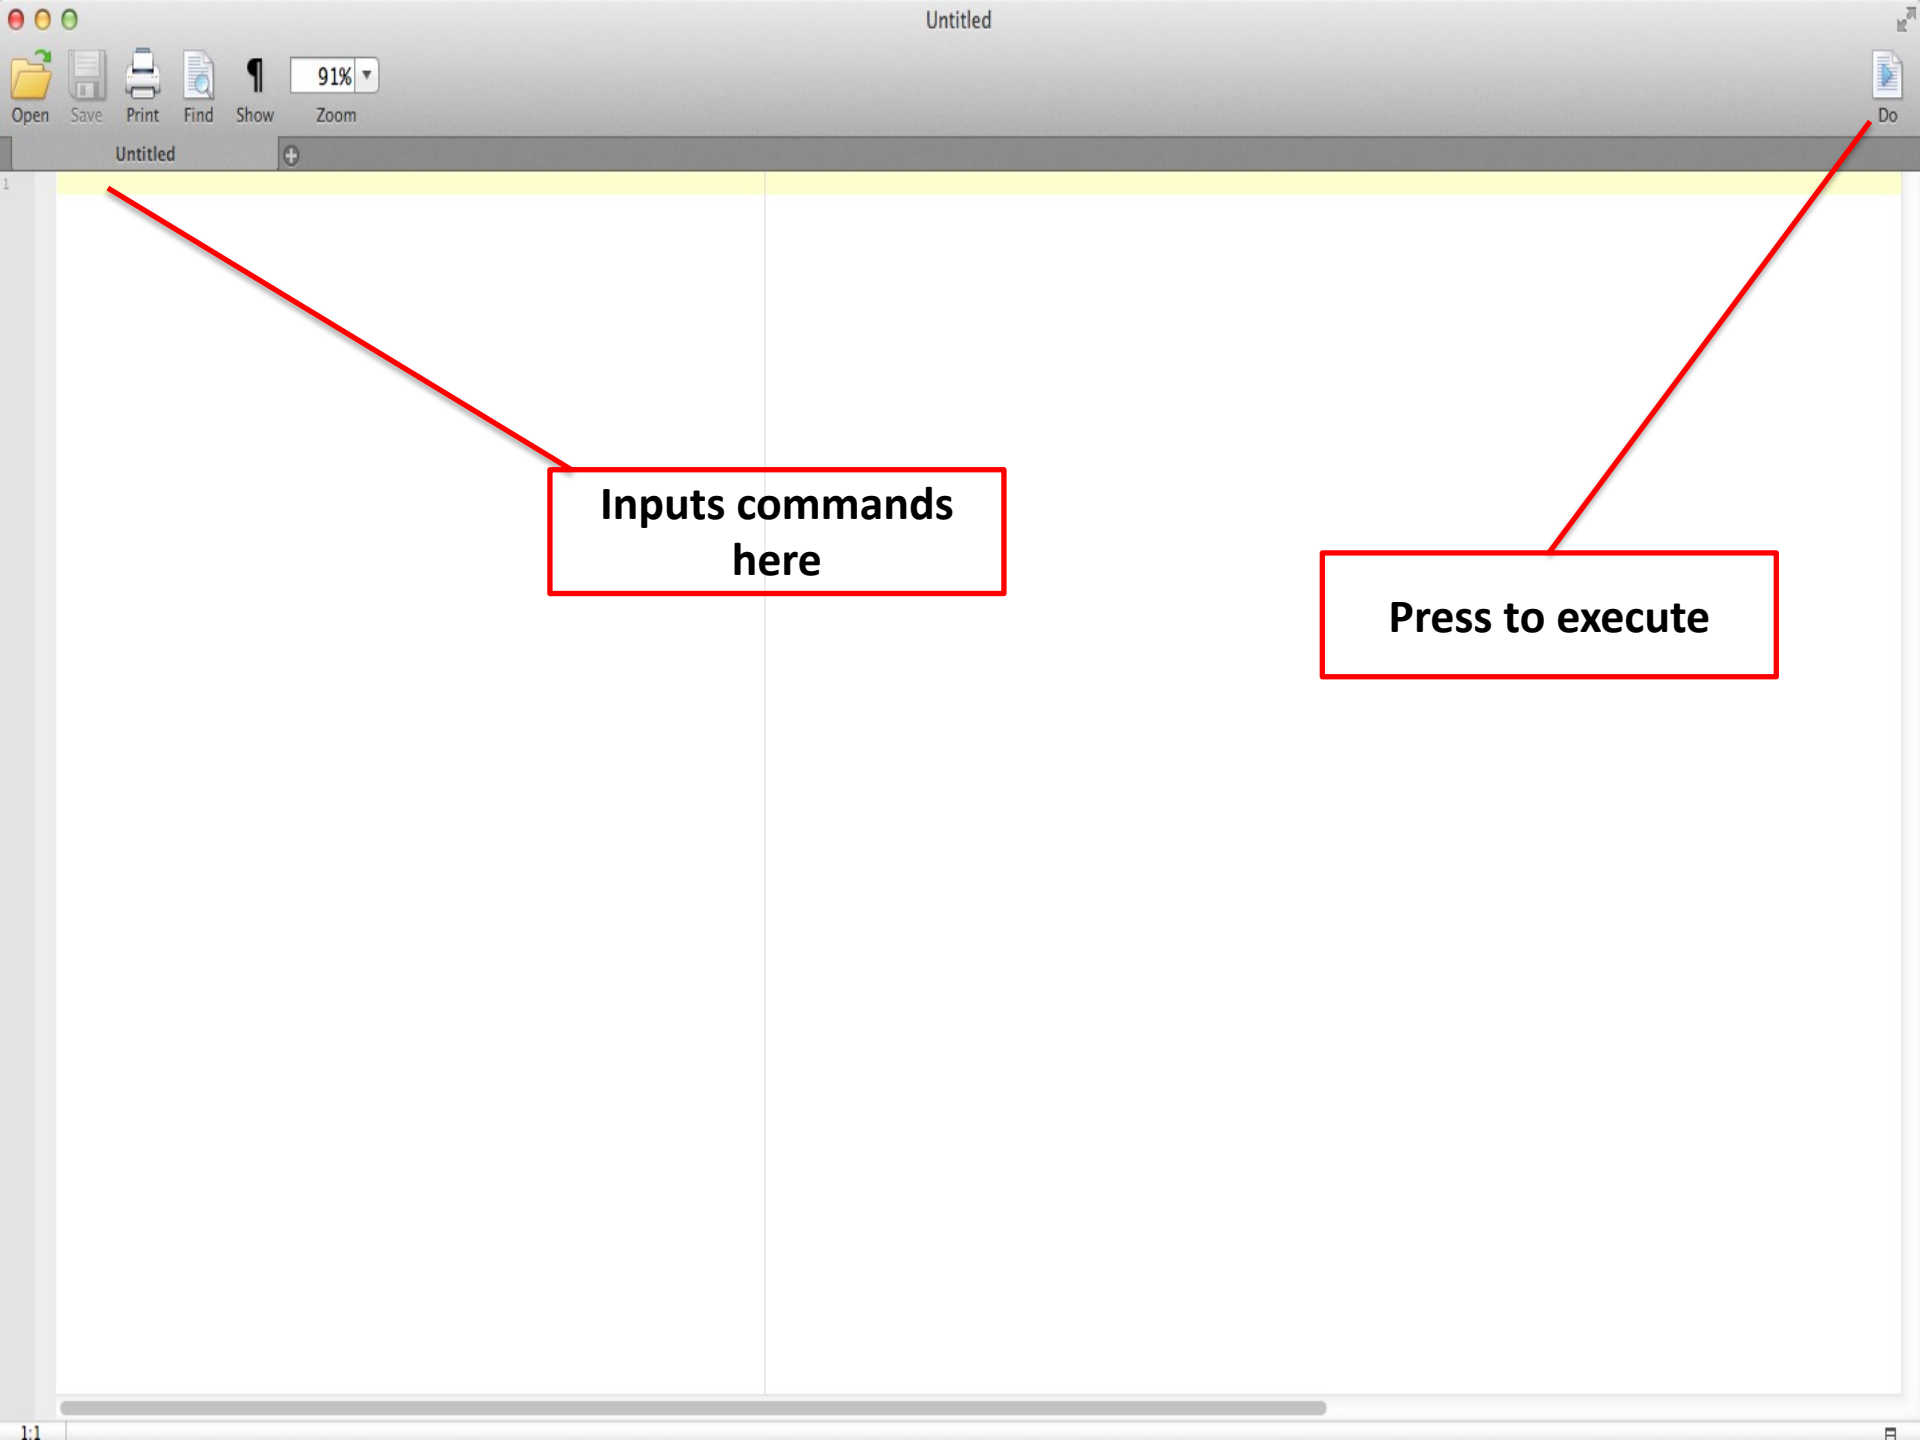 Untitled
91%
Open Save Print Find Show Zoom
Do
Untitled
1
Inputs commands
here
Press to execute
1:1